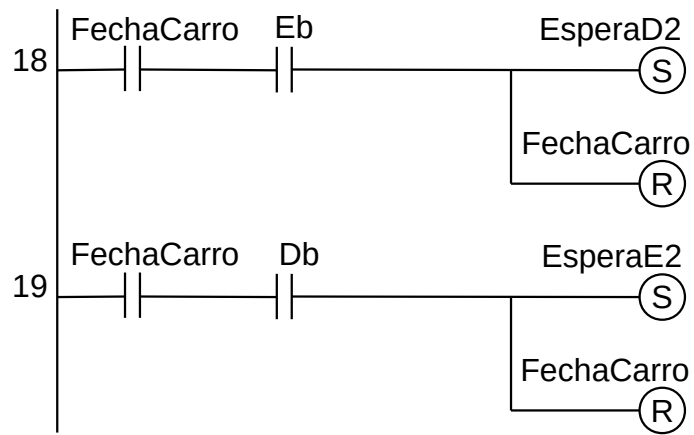 FechaCarro Eb EsperaD2
18 S
FechaCarro
R
FechaCarro Db EsperaE2
19 S
FechaCarro
R